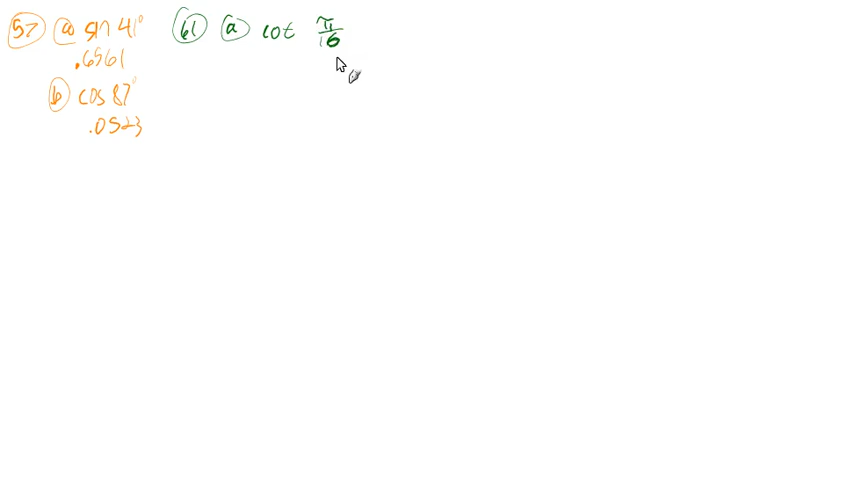 57 a sin 41°
.6561
b cos 87°
.0523
61 a cot π/16